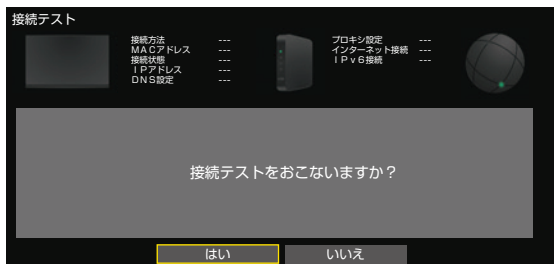 接続テスト
接続方法 ---
MACアドレス ---
接続状態 ---
IPアドレス ---
DNS設定 ---
プロキシ設定 ---
インターネット接続 ---
IPv6接続 ---
接続テストをおこないますか？
はい
いいえ